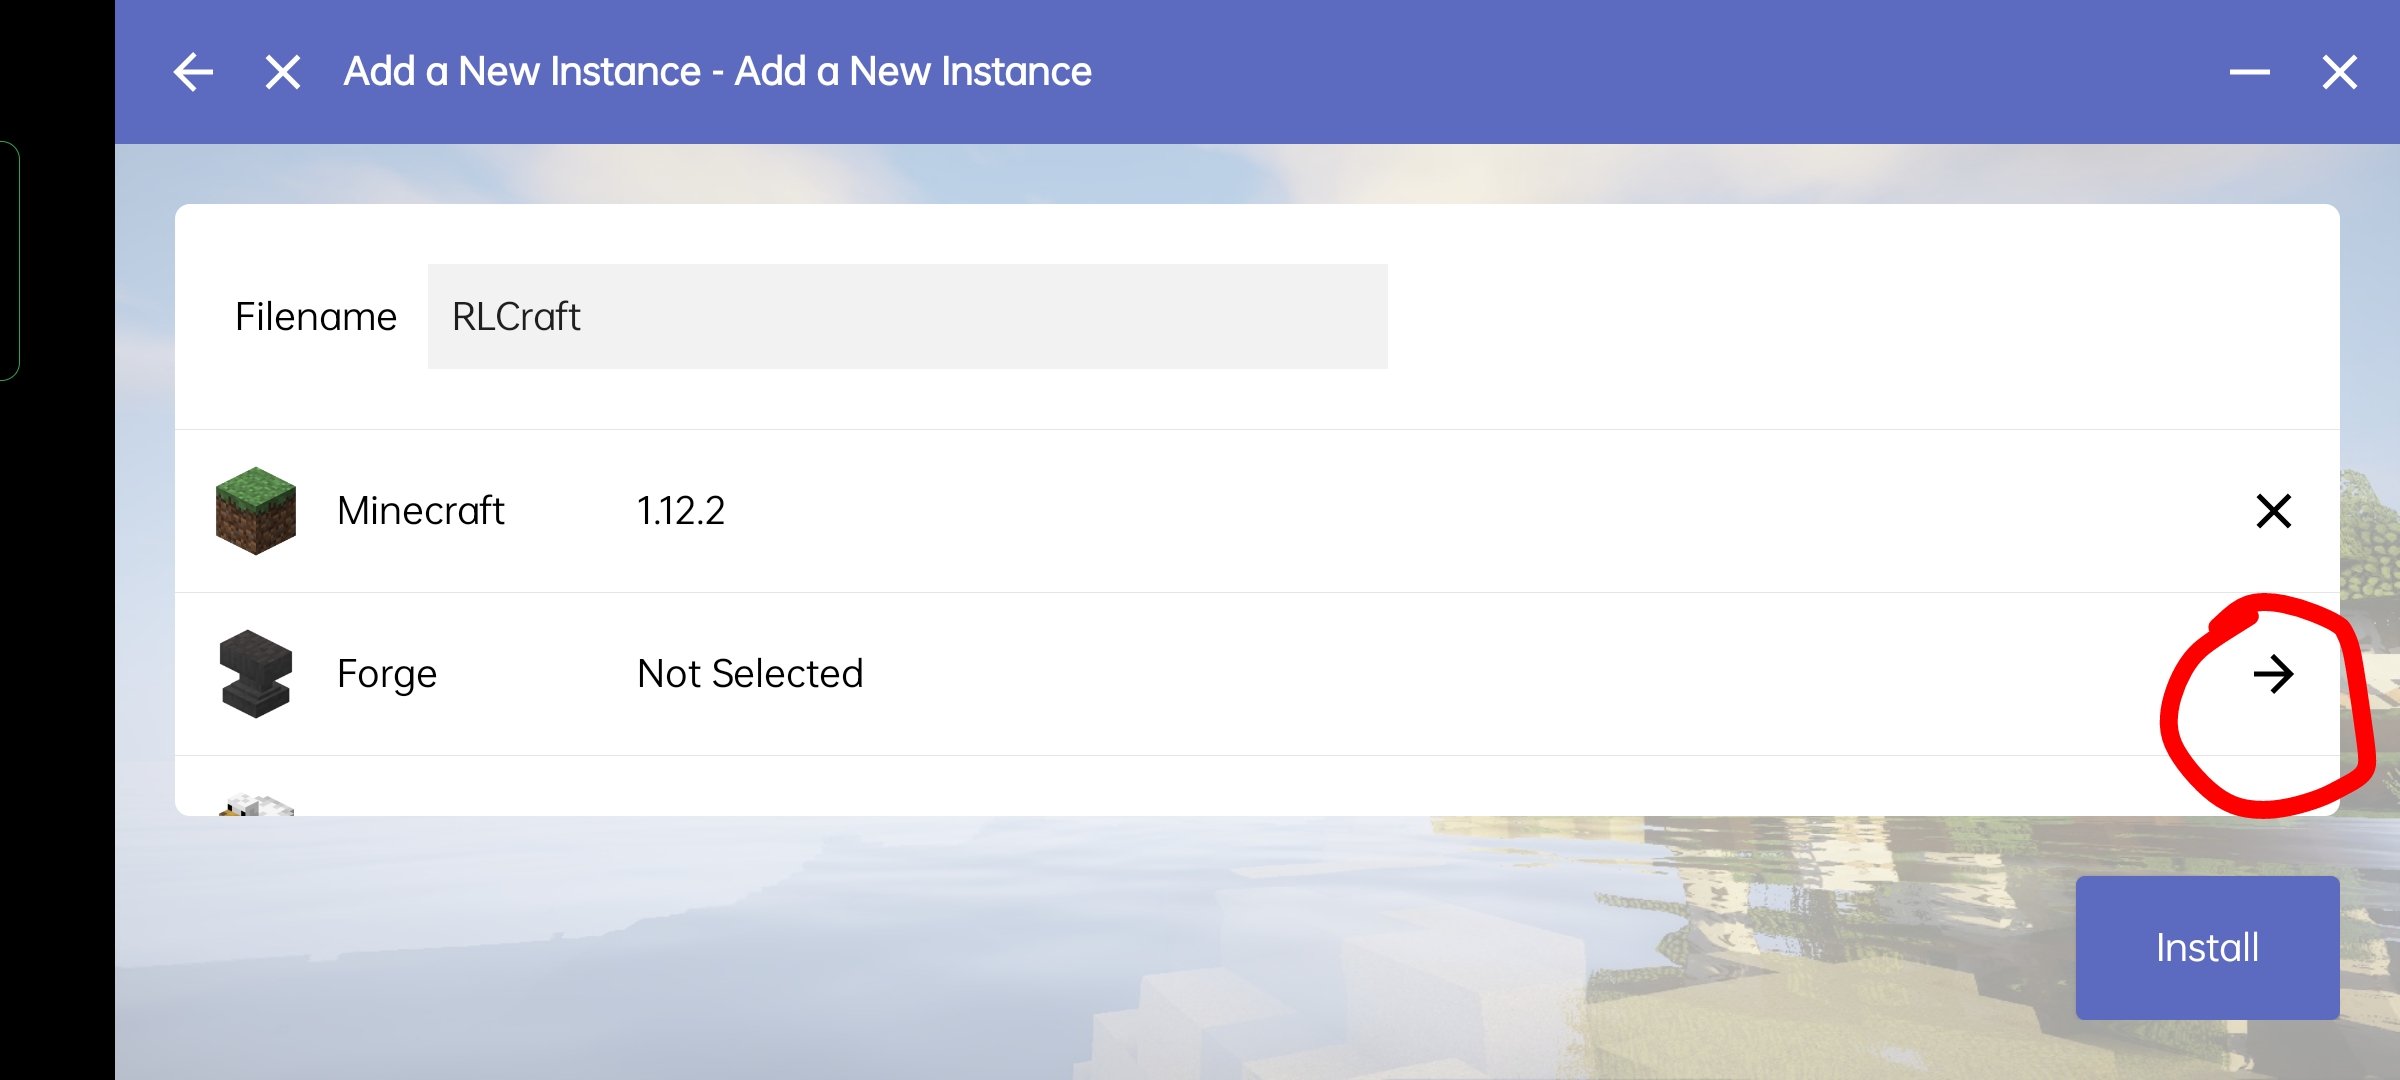 Add a New Instance - Add a New Instance
Filename RLCraft
Minecraft 1.12.2
Forge Not Selected
Install